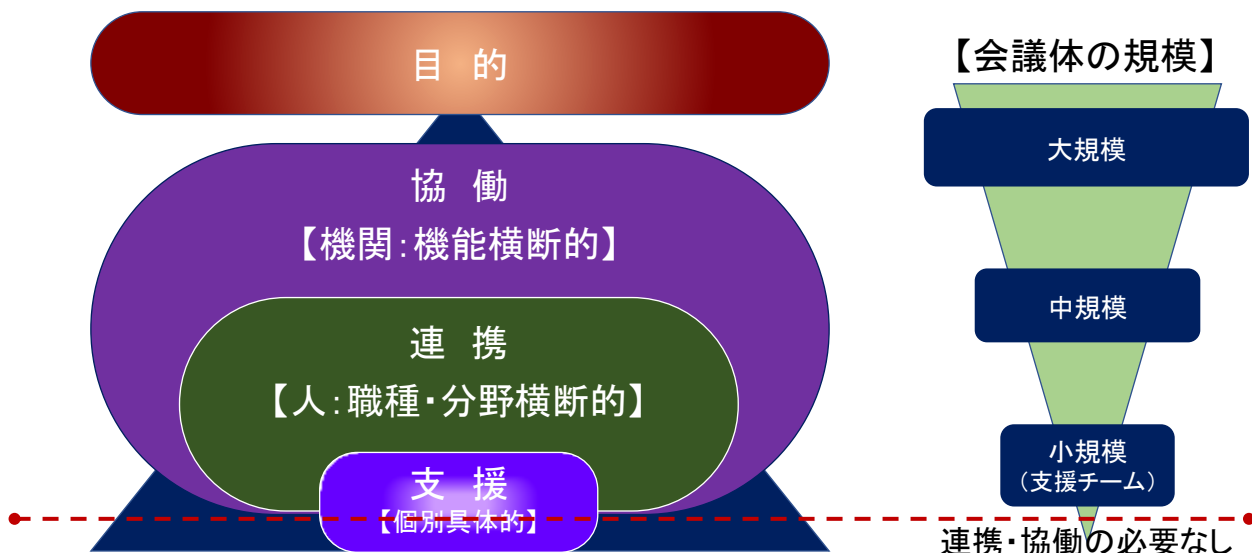 目 的
協 働
【機関：機能横断的】
連 携
【人：職種・分野横断的】
支 援
【個別具体的】
【会議体の規模】
大規模
中規模
小規模
（支援チーム）
連携・協働の必要なし